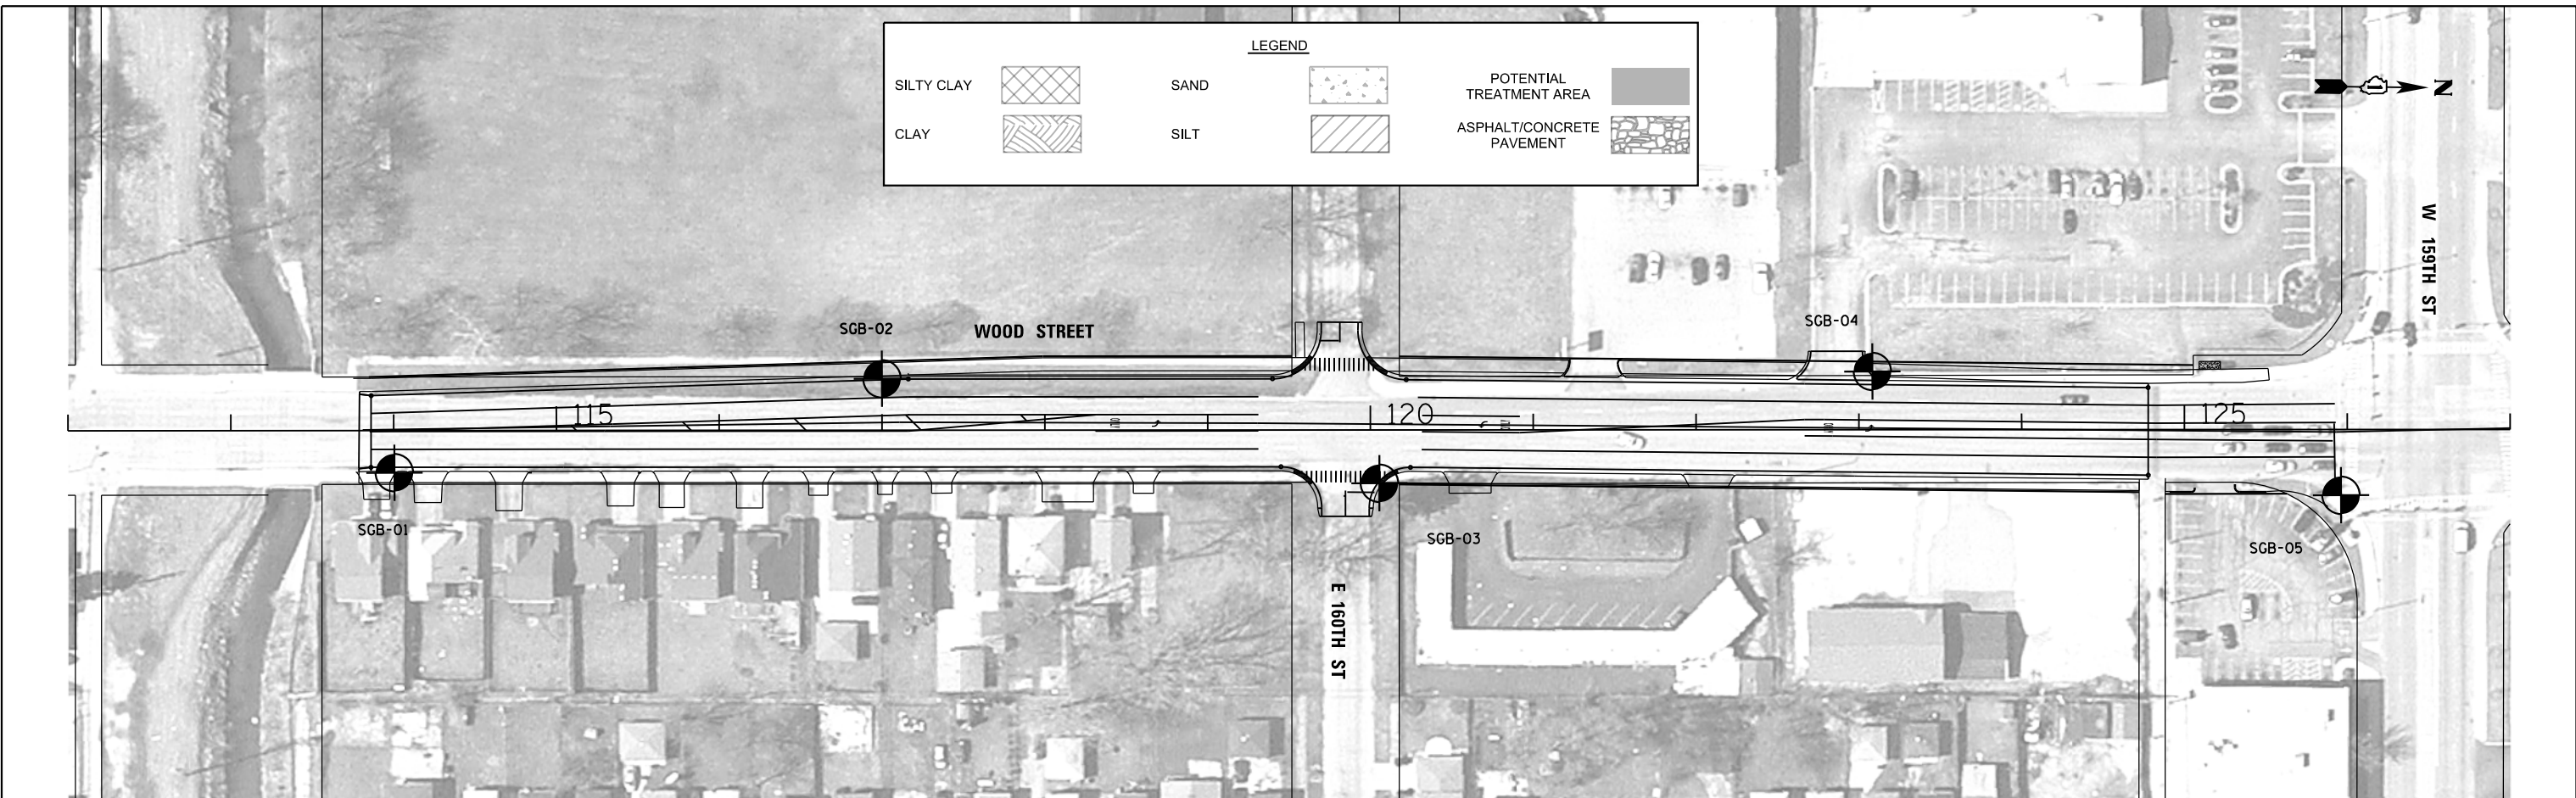 LEGEND
SILTY CLAY
SAND
POTENTIAL
TREATMENT AREA
CLAY
SILT
ASPHALT/CONCRETE
PAVEMENT
1
N
W 159TH ST
SGB-02
WOOD STREET
SGB-04
115
120
125
SGB-01
SGB-03
SGB-05
E 160TH ST